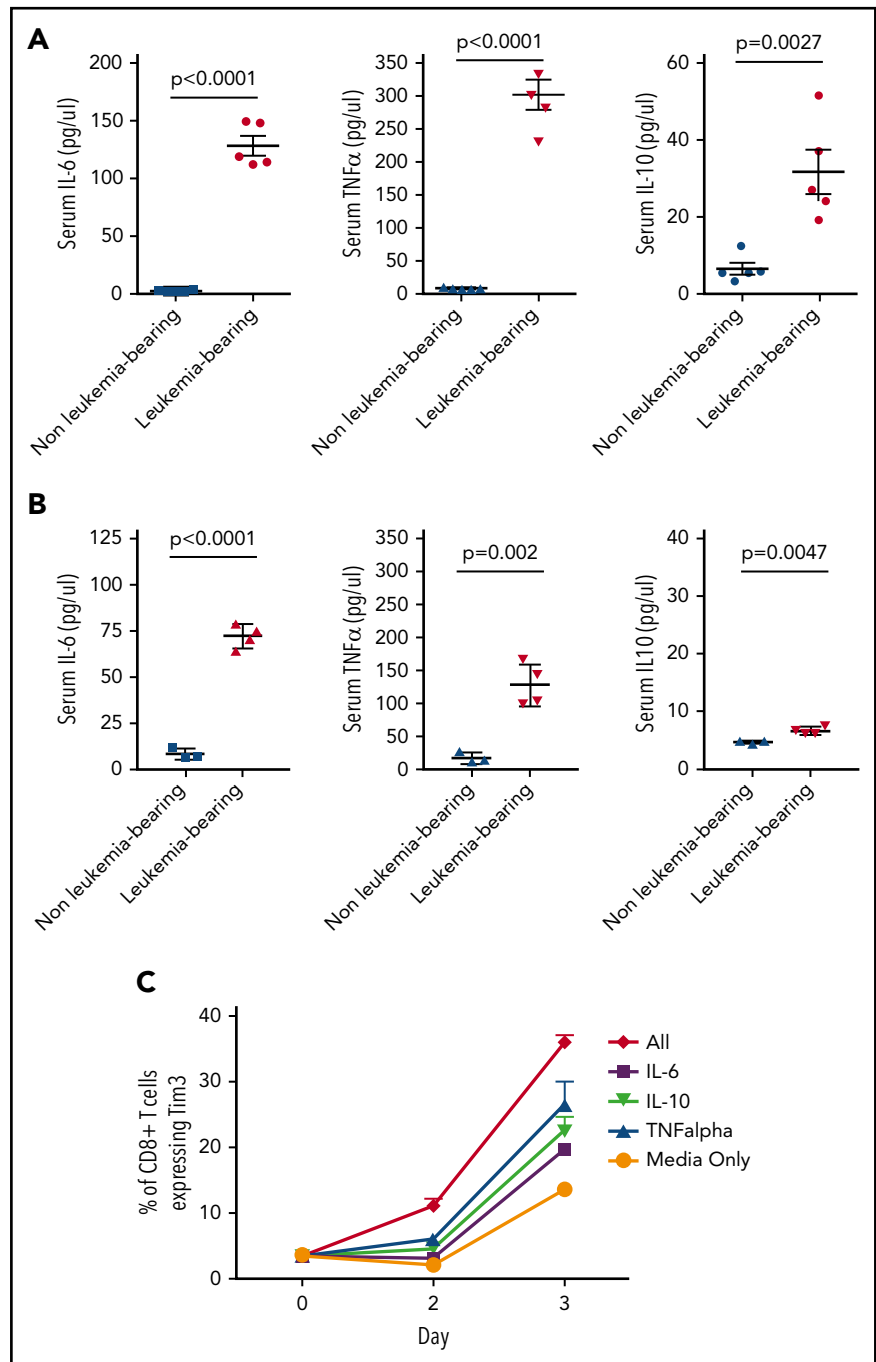 A
Serum IL-6 (pg/ul)
200
150
100
50
0
p<0.0001
Non leukemia-bearing
Leukemia-bearing
Serum TNFα (pg/ul)
350
300
250
200
150
100
50
0
p<0.0001
Non leukemia-bearing
Leukemia-bearing
Serum IL-10 (pg/ul)
60
40
20
0
p=0.0027
Non leukemia-bearing
Leukemia-bearing
B
Serum IL-6 (pg/ul)
125
100
75
50
25
0
p<0.0001
Non leukemia-bearing
Leukemia-bearing
Serum TNFα (pg/ul)
350
300
250
200
150
100
50
0
p=0.002
Non leukemia-bearing
Leukemia-bearing
Serum IL10 (pg/ul)
40
30
20
10
0
p=0.0047
Non leukemia-bearing
Leukemia-bearing
C
% of CD8+ T cells
expressing Tim3
40
30
20
10
0
0
2
3
Day
All
IL-6
IL-10
TNFalpha
Media Only